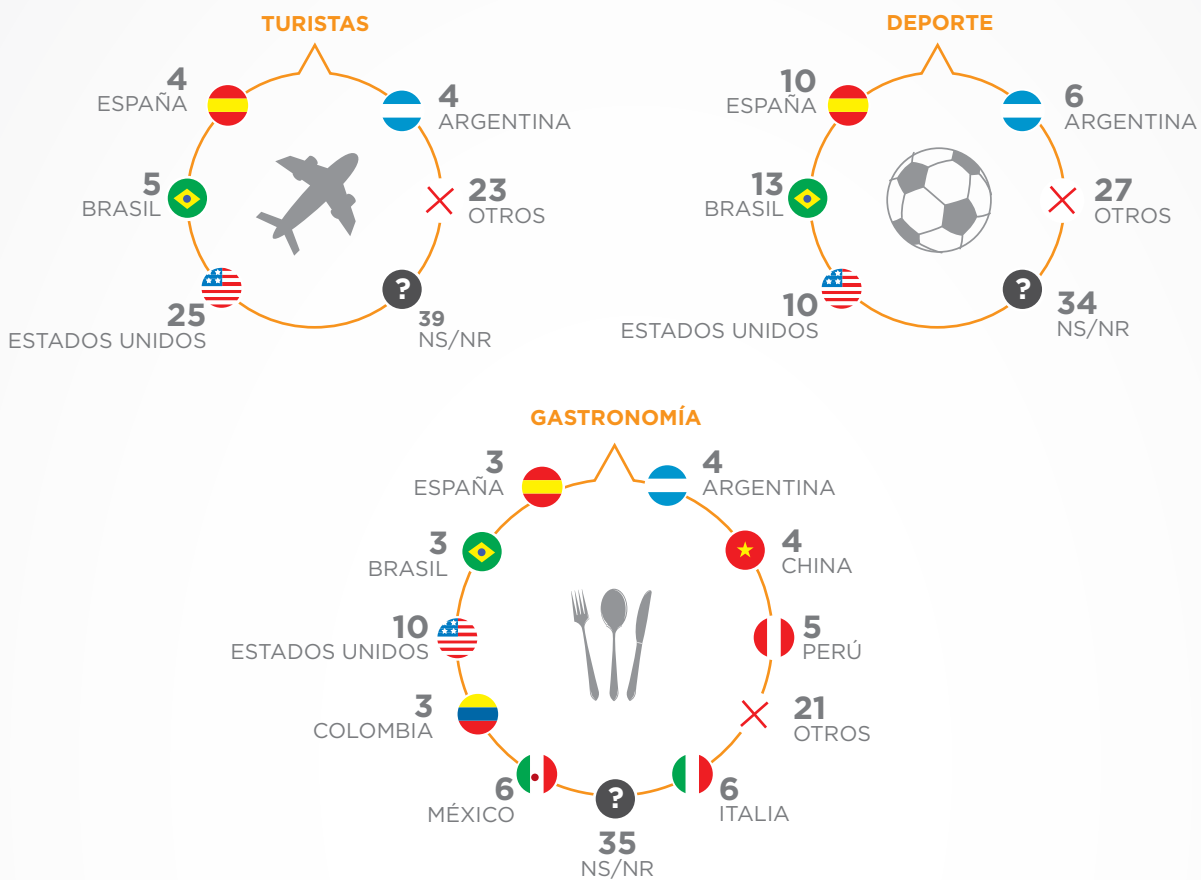 TURISTAS
4
ESPAÑA
4
ARGENTINA
5
BRASIL
23
OTROS
25
ESTADOS UNIDOS
?
39
NS/NR
DEPORTE
10
ESPAÑA
6
ARGENTINA
13
BRASIL
27
OTROS
10
ESTADOS UNIDOS
?
34
NS/NR
GASTRONOMÍA
3
ESPAÑA
4
ARGENTINA
3
BRASIL
4
CHINA
10
ESTADOS UNIDOS
5
PERÚ
3
COLOMBIA
21
OTROS
6
MÉXICO
6
ITALIA
?
35
NS/NR